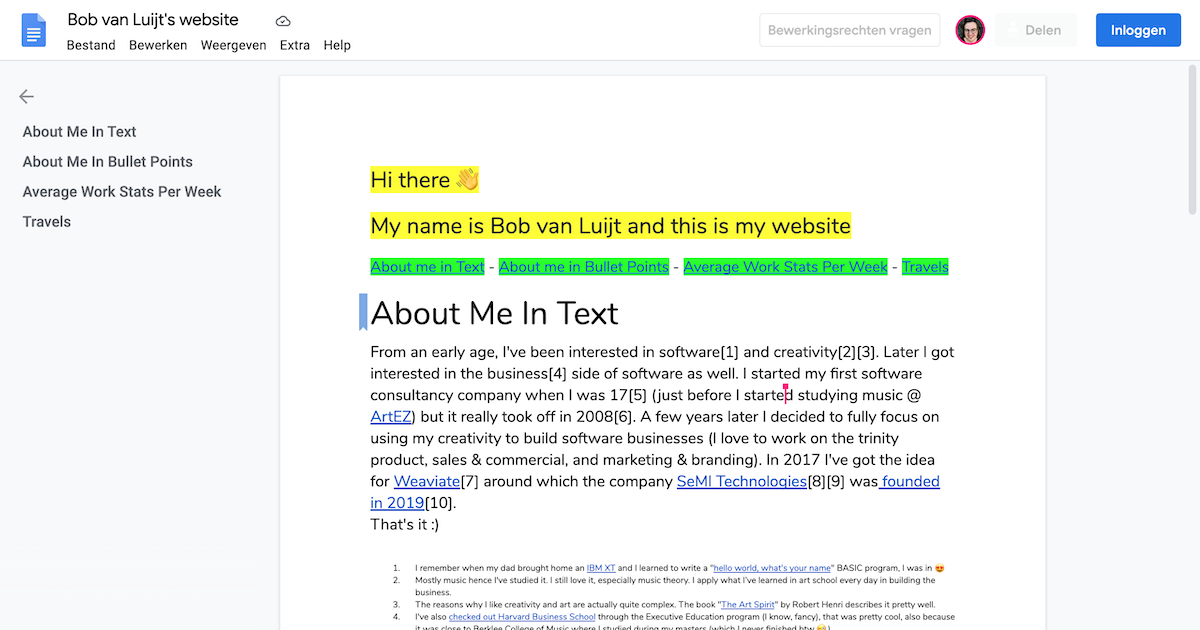 Bob van Luijt's website
Bestand Bewerken Weergeven Extra Help
Bewerkingsrechten vragen
Delen
Inloggen
About Me In Text
About Me In Bullet Points
Average Work Stats Per Week
Travels
Hi there 👋
My name is Bob van Luijt and this is my website
About me in Text - About me in Bullet Points - Average Work Stats Per Week - Travels
About Me In Text
From an early age, I've been interested in software[1] and creativity[2][3]. Later I got
interested in the business[4] side of software as well. I started my first software
consultancy company when I was 17[5] (just before I started studying music @
ArtEZ) but it really took off in 2008[6]. A few years later I decided to fully focus on
using my creativity to build software businesses (I love to work on the trinity
product, sales & commercial, and marketing & branding). In 2017 I've got the idea
for Weaviate[7] around which the company SeMI Technologies[8][9] was founded
in 2019[10].
That's it :)
1. I remember when my dad brought home an IBM XT and I learned to write a "hello world, what's your name" BASIC program, I was in 😍
2. Mostly music hence I've studied it. I still love it, especially music theory. I apply what I've learned in art school every day in building the
business.
3. The reasons why I like creativity and art are actually quite complex. The book "The Art Spirit" by Robert Henri describes it pretty well.
4. I've also checked out Harvard Business School through the Executive Education program (I know, fancy), that was pretty cool, also because
it was close to Berklee College of Music where I studied during my masters (which I never finished btw 🤫)